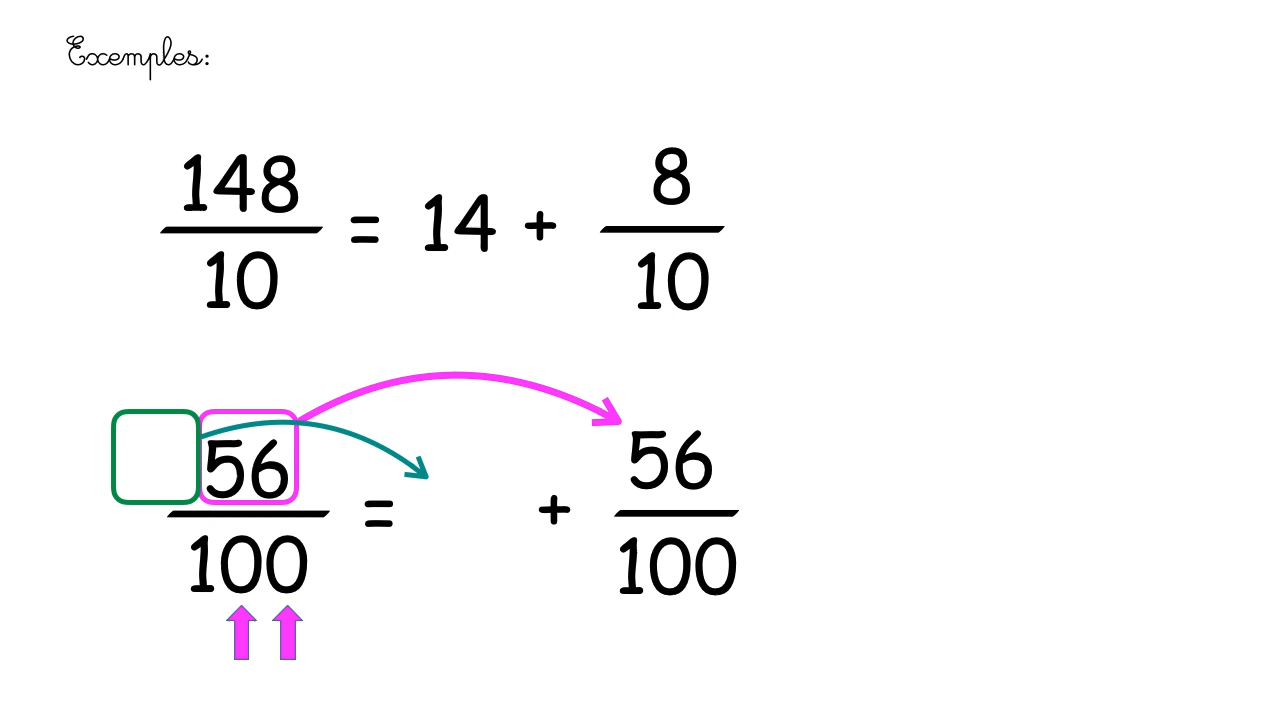 Exemples:
148/10 = 14 + 8/10
56/100 = + 56/100